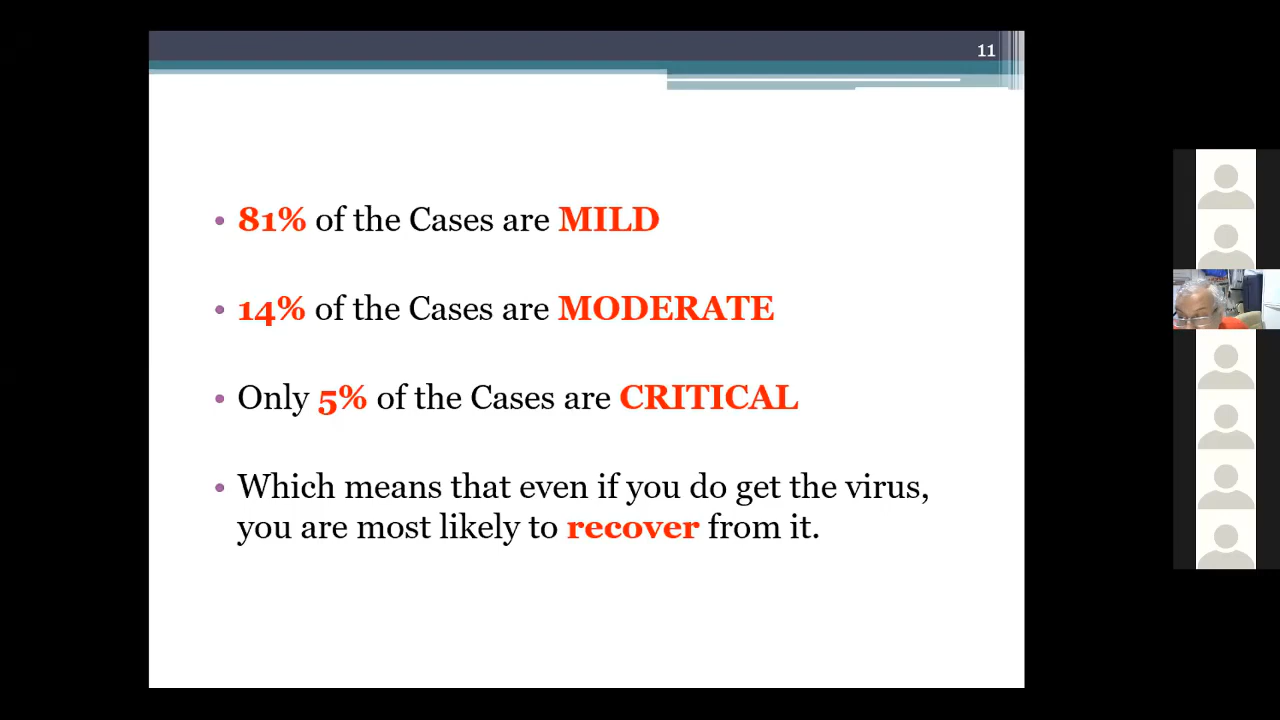 11
• 81% of the Cases are MILD
• 14% of the Cases are MODERATE
• Only 5% of the Cases are CRITICAL
• Which means that even if you do get the virus,
you are most likely to recover from it.